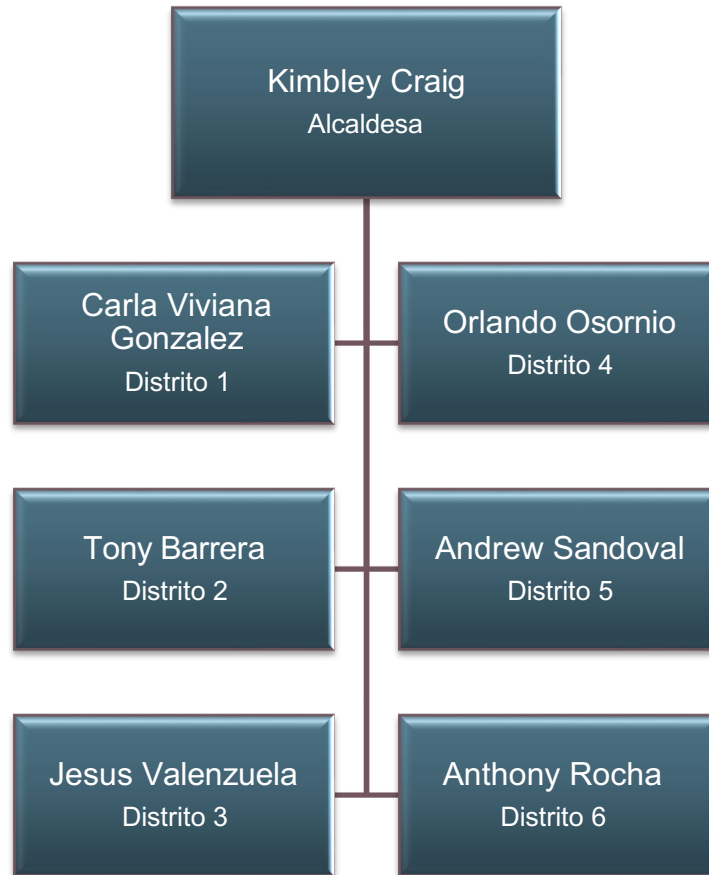 Kimbley Craig
Alcaldesa
Carla Viviana
Gonzalez
Distrito 1
Orlando Osornio
Distrito 4
Tony Barrera
Distrito 2
Andrew Sandoval
Distrito 5
Jesus Valenzuela
Distrito 3
Anthony Rocha
Distrito 6